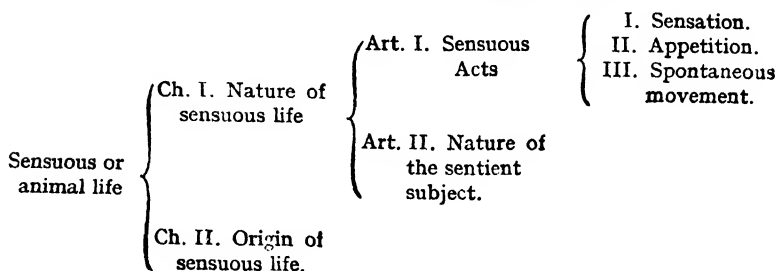 Sensuous or
animal life
Ch. I. Nature of
sensuous life
Art. I. Sensuous
Acts
I. Sensation.
II. Appetition.
III. Spontaneous
movement.
Art. II. Nature of
the sentient
subject.
Ch. II. Origin of
sensuous life.